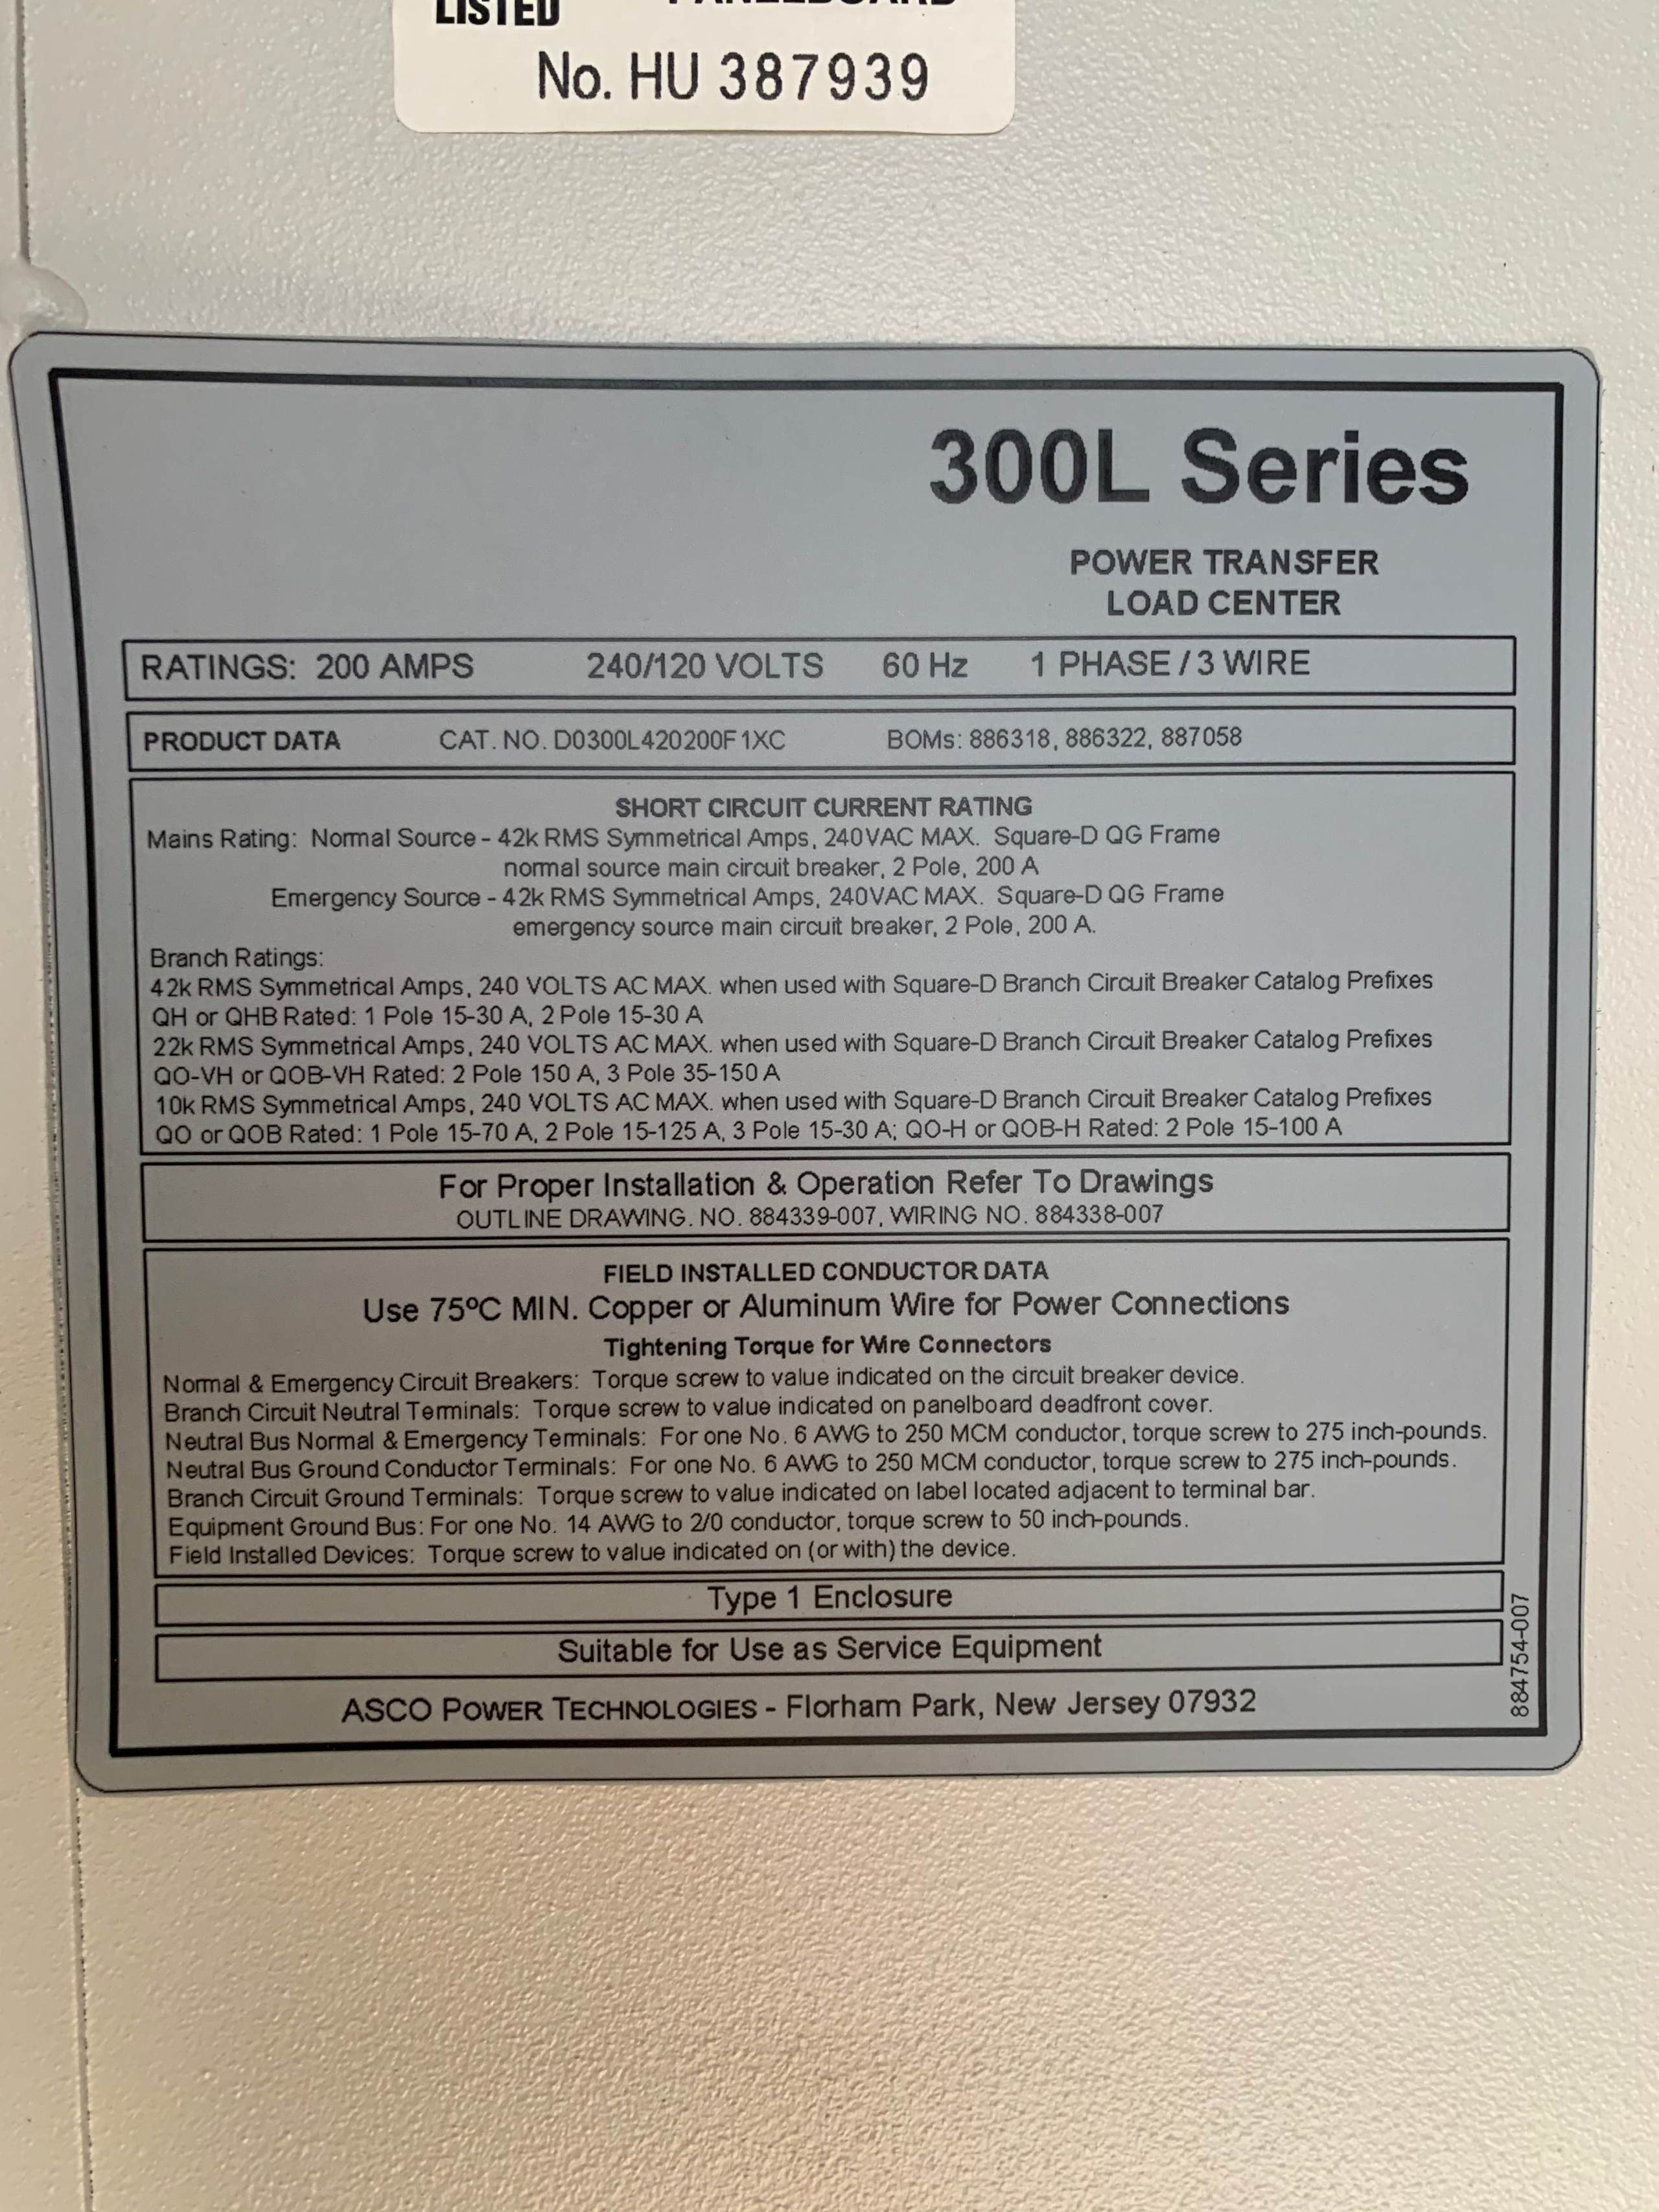 LISTED PANELBOARD
No. HU 387939
300L Series
POWER TRANSFER
LOAD CENTER
RATINGS: 200 AMPS 240/120 VOLTS 60 Hz 1 PHASE / 3 WIRE
PRODUCT DATA CAT. NO. D0300L420200F1XC BOMs: 886318, 886322, 887058
SHORT CIRCUIT CURRENT RATING
Mains Rating: Normal Source - 42k RMS Symmetrical Amps, 240VAC MAX. Square-D QG Frame
normal source main circuit breaker, 2 Pole, 200 A
Emergency Source - 42k RMS Symmetrical Amps, 240VAC MAX. Square-D QG Frame
emergency source main circuit breaker, 2 Pole, 200 A.
Branch Ratings:
42k RMS Symmetrical Amps, 240 VOLTS AC MAX. when used with Square-D Branch Circuit Breaker Catalog Prefixes
QH or QHB Rated: 1 Pole 15-30 A, 2 Pole 15-30 A
22k RMS Symmetrical Amps, 240 VOLTS AC MAX. when used with Square-D Branch Circuit Breaker Catalog Prefixes
QO-VH or QOB-VH Rated: 2 Pole 150 A, 3 Pole 35-150 A
10k RMS Symmetrical Amps, 240 VOLTS AC MAX. when used with Square-D Branch Circuit Breaker Catalog Prefixes
QO or QOB Rated: 1 Pole 15-70 A, 2 Pole 15-125 A, 3 Pole 15-30 A; QO-H or QOB-H Rated: 2 Pole 15-100 A
For Proper Installation & Operation Refer To Drawings
OUTLINE DRAWING. NO. 884339-007, WIRING NO. 884338-007
FIELD INSTALLED CONDUCTOR DATA
Use 75ºC MIN. Copper or Aluminum Wire for Power Connections
Tightening Torque for Wire Connectors
Normal & Emergency Circuit Breakers: Torque screw to value indicated on the circuit breaker device.
Branch Circuit Neutral Terminals: Torque screw to value indicated on panelboard deadfront cover.
Neutral Bus Normal & Emergency Terminals: For one No. 6 AWG to 250 MCM conductor, torque screw to 275 inch-pounds.
Neutral Bus Ground Conductor Terminals: For one No. 6 AWG to 250 MCM conductor, torque screw to 275 inch-pounds.
Branch Circuit Ground Terminals: Torque screw to value indicated on label located adjacent to terminal bar.
Equipment Ground Bus: For one No. 14 AWG to 2/0 conductor, torque screw to 50 inch-pounds.
Field Installed Devices: Torque screw to value indicated on (or with) the device.
Type 1 Enclosure
Suitable for Use as Service Equipment
ASCO POWER TECHNOLOGIES - Florham Park, New Jersey 07932
884754-007